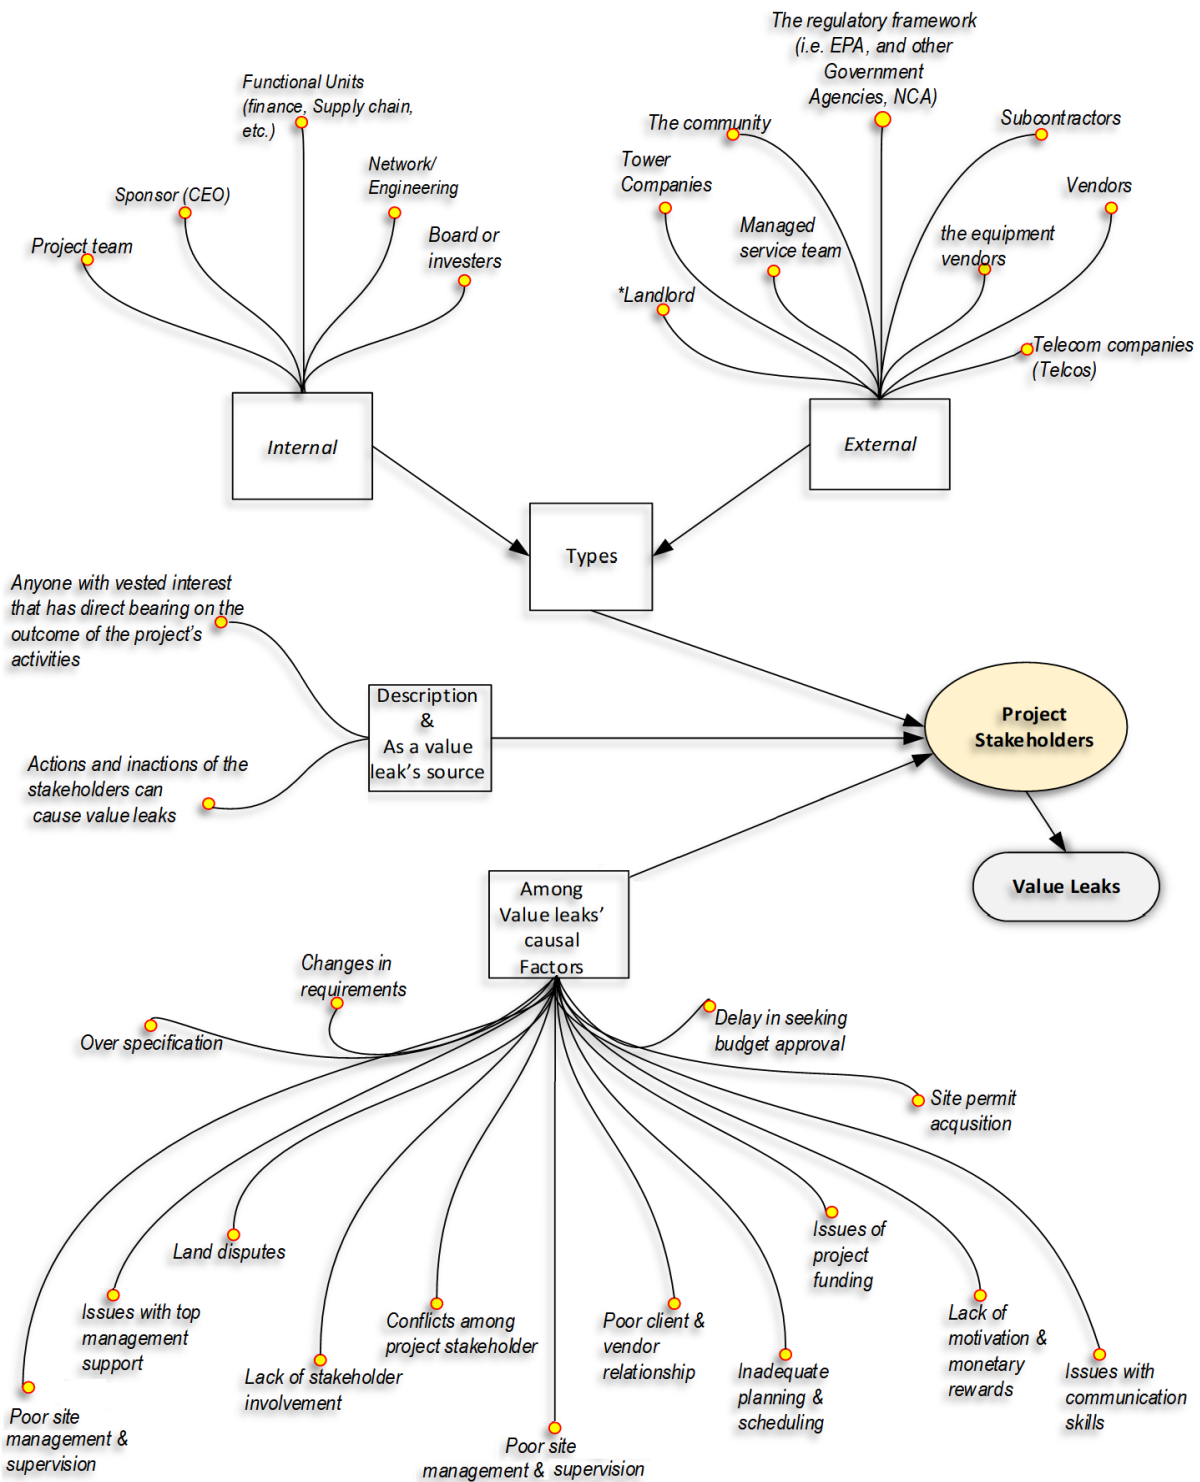 The regulatory framework
(i.e. EPA, and other
Government
Agencies, NCA)
Functional Units
(finance, Supply chain,
etc.)
The community
Subcontractors
Network/
Engineering
Tower
Companies
Sponsor (CEO)
Vendors
Project team
Board or
investers
Managed
service team
the equipment
vendors
*Landlord
Telecom companies
(Telcos)
Internal
External
Types
Anyone with vested interest
that has direct bearing on the
outcome of the project's
activities
Description
&
As a value
leak's source
Actions and inactions of the
stakeholders can
cause value leaks
Project
Stakeholders
Value Leaks
Among
Value leaks'
causal
Factors
Changes in
requirements
Over specification
Delay in seeking
budget approval
Site permit
acqusition
Land disputes
Issues of
project
funding
Issues with top
management
support
Conflicts among
project stakeholder
Poor client &
vendor
relationship
Lack of
motivation &
monetary
rewards
Lack of stakeholder
involvement
Inadequate
planning &
scheduling
Issues with
communication
skills
Poor site
management &
supervision
Poor site
management & supervision